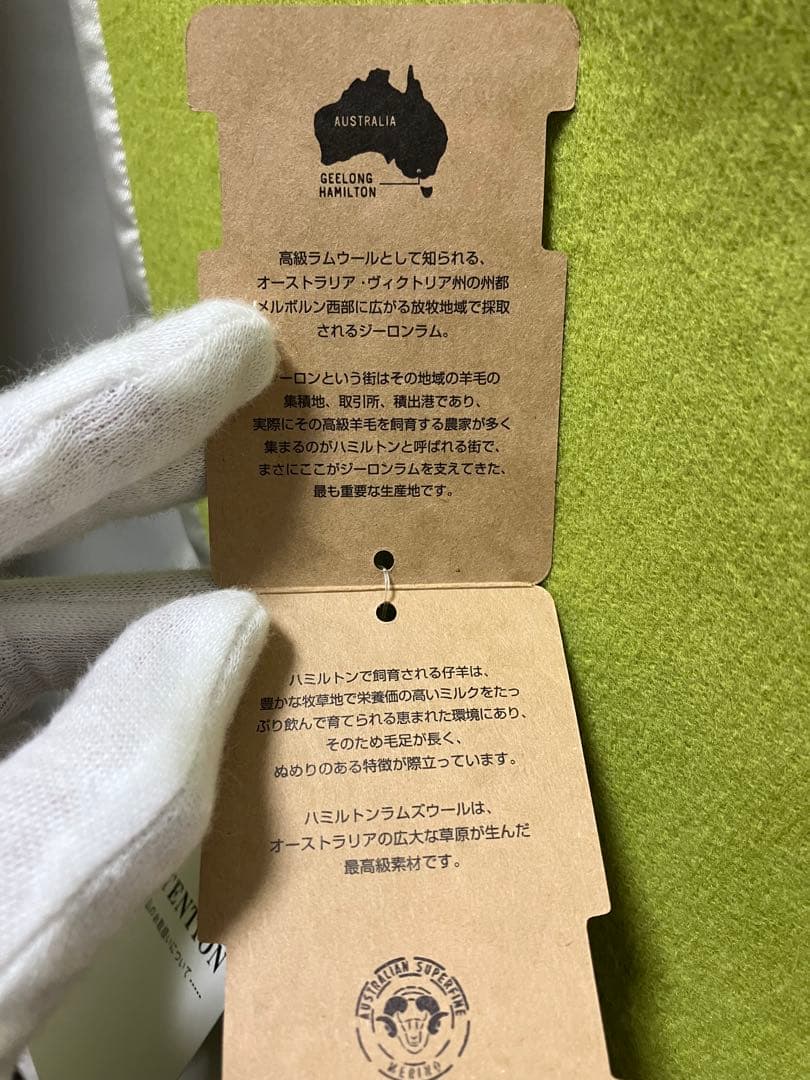 AUSTRALIA
GEELONG
HAMILTON
高級ラムウールとして知られる、
オーストラリア・ヴィクトリア州の州都
メルボルン西部に広がる放牧地域で採取
されるジーロンラム。
ーロンという街はその地域の羊毛の
集積地、取引所、積出港であり、
実際にその高級羊毛を飼育する農家が多く
集まるのがハミルトンと呼ばれる街で、
まさにここがジーロンラムを支えてきた、
最も重要な生産地です。
ハミルトンで飼育される仔羊は、
豊かな牧草地で栄養価の高いミルクをたっ
ぷり飲んで育てられる恵まれた環境にあり、
そのため毛足が長く、
ぬめりのある特徴が際立っています。
ハミルトンラムズウールは、
オーストラリアの広大な草原が生んだ
最高級素材です。
AUSTRALIAN SUPERFINE
MERINO
TENTION